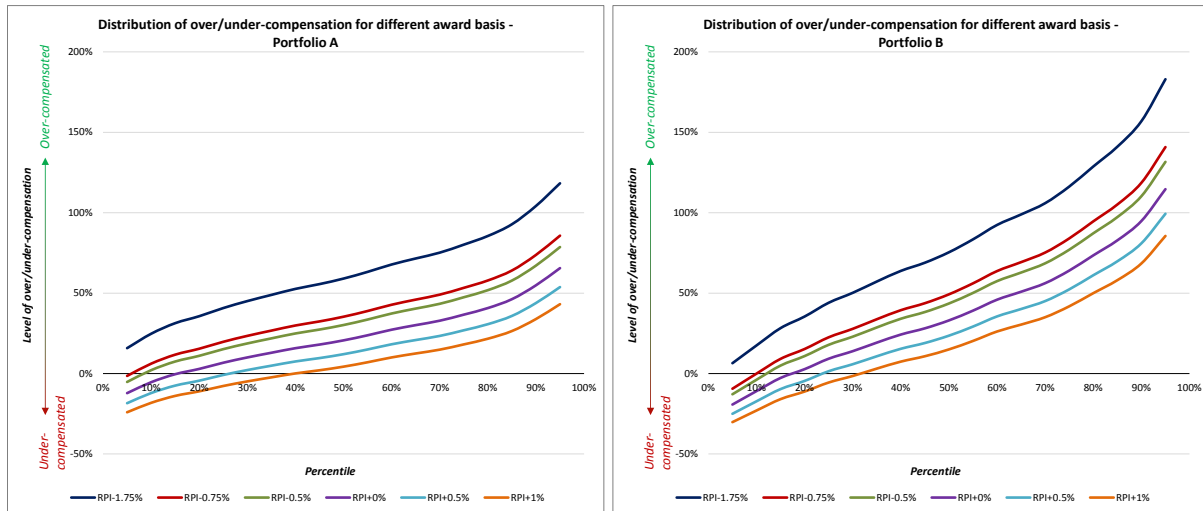 Distribution of over/under-compensation for different award basis -
Portfolio A
200%
150%
100%
50%
0%
-50%
0%
10%
20%
30%
40%
50%
60%
70%
80%
90%
100%
Over-compensated
Level of over/under-compensation
Under-
compensated
Percentile
RPI-1.75%
RPI-0.75%
RPI-0.5%
RPI+0%
RPI+0.5%
RPI+1%
Distribution of over/under-compensation for different award basis -
Portfolio B
200%
150%
100%
50%
0%
-50%
0%
10%
20%
30%
40%
50%
60%
70%
80%
90%
100%
Over-compensated
Level of over/under-compensation
Under-
compensated
Percentile
RPI-1.75%
RPI-0.75%
RPI-0.5%
RPI+0%
RPI+0.5%
RPI+1%